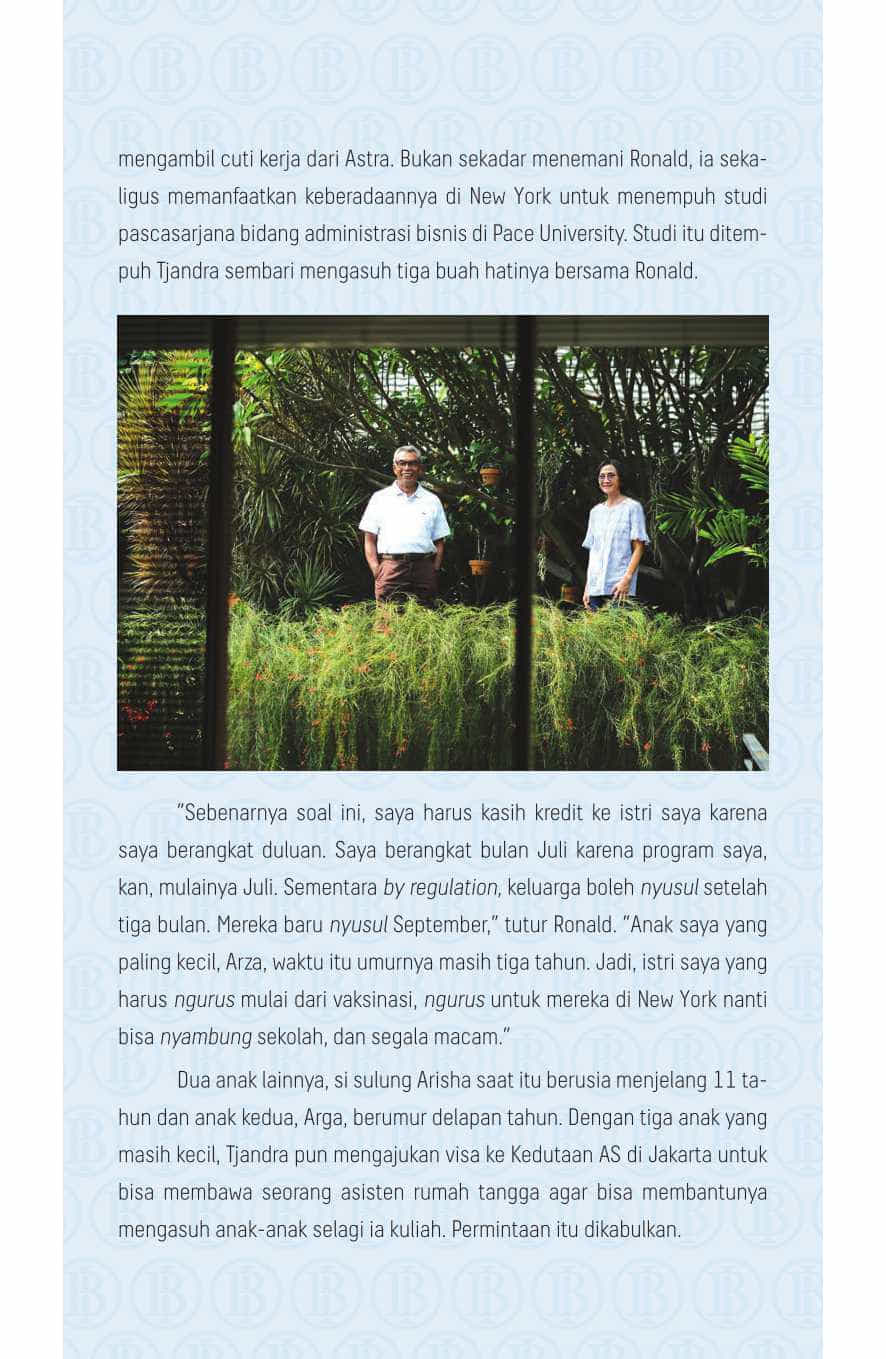 mengambil cuti kerja dari Astra. Bukan sekadar menemani Ronald, ia seka-
ligus memanfaatkan keberadaannya di New York untuk menempuh studi
pascasarjana bidang administrasi bisnis di Pace University. Studi itu ditem-
puh Tjandra sembari mengasuh tiga buah hatinya bersama Ronald.
"Sebenarnya soal ini, saya harus kasih kredit ke istri saya karena
saya berangkat duluan. Saya berangkat bulan Juli karena program saya,
kan, mulainya Juli. Sementara by regulation, keluarga boleh nyusul setelah
tiga bulan. Mereka baru nyusul September," tutur Ronald. "Anak saya yang
paling kecil, Arza, waktu itu umurnya masih tiga tahun. Jadi, istri saya yang
harus ngurus mulai dari vaksinasi, ngurus untuk mereka di New York nanti
bisa nyambung sekolah, dan segala macam."
Dua anak lainnya, si sulung Arisha saat itu berusia menjelang 11 ta-
hun dan anak kedua, Arga, berumur delapan tahun. Dengan tiga anak yang
masih kecil, Tjandra pun mengajukan visa ke Kedutaan AS di Jakarta untuk
bisa membawa seorang asisten rumah tangga agar bisa membantunya
mengasuh anak-anak selagi ia kuliah. Permintaan itu dikabulkan.